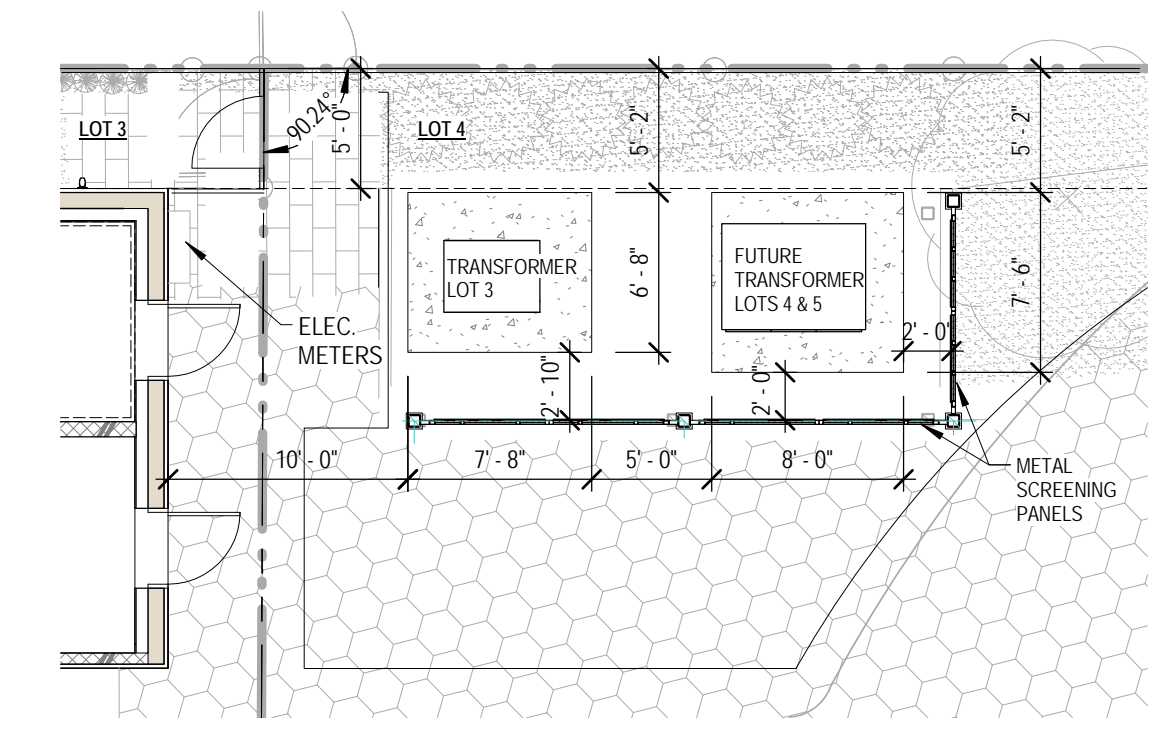 LOT 3
90.24°
5' - 0"
LOT 4
5' - 2"
5' - 2"
TRANSFORMER
LOT 3
6' - 8"
FUTURE
TRANSFORMER
LOTS 4 & 5
7' - 6"
2' - 0"
ELEC.
METERS
2' - 10"
2' - 0"
10' - 0"
7' - 8"
5' - 0"
8' - 0"
METAL
SCREENING
PANELS